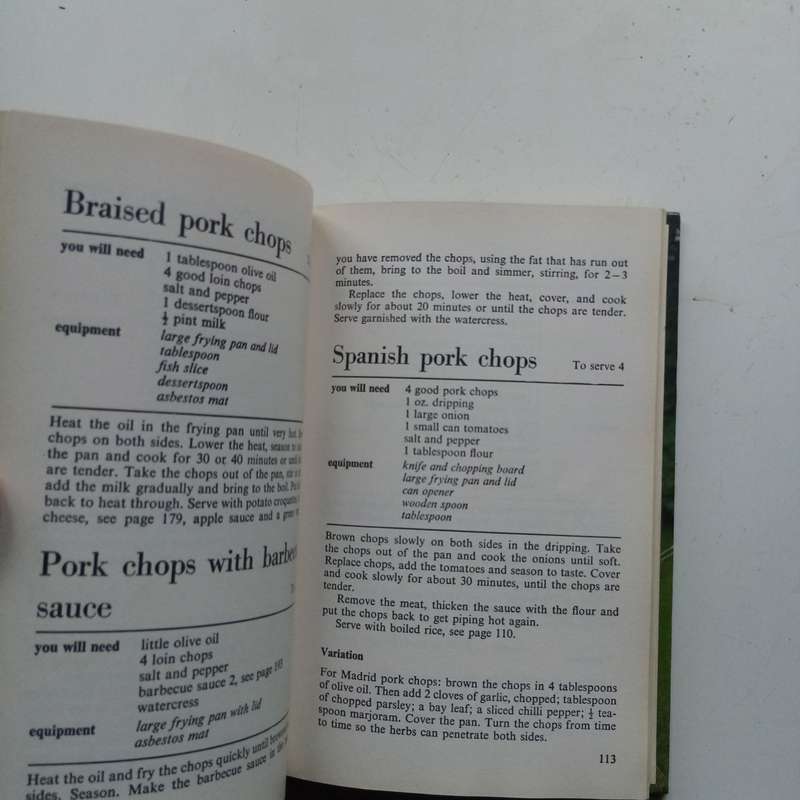 Braised pork chops
you will need
1 tablespoon olive oil
4 good loin chops
salt and pepper
1 dessertspoon flour
½ pint milk
equipment
large frying pan and lid
tablespoon
fish slice
dessertspoon
asbestos mat
Heat the oil in the frying pan until very
chops on both sides. Lower the heat, season
the pan and cook for 30 or 40 minutes or until
are tender. Take the chops out of the pan,
add the milk gradually and bring to the boil.
back to heat through. Serve with potato
cheese, see page 179, apple sauce and a
Pork chops with
sauce
you will need
little olive oil
4 loin chops
salt and pepper
barbecue sauce 2, see page 193
watercress
equipment
large frying pan with lid
asbestos mat
Heat the oil and fry the chops quickly until
sides. Season. Make the barbecue sauce in the
you have removed the chops, using the fat that has run out
of them, bring to the boil and simmer, stirring, for 2–3
minutes.
Replace the chops, lower the heat, cover, and cook
slowly for about 20 minutes or until the chops are tender.
Serve garnished with the watercress.
Spanish pork chops To serve 4
you will need
4 good pork chops
1 oz. dripping
1 large onion
1 small can tomatoes
salt and pepper
1 tablespoon flour
equipment
knife and chopping board
large frying pan and lid
can opener
wooden spoon
tablespoon
Brown chops slowly on both sides in the dripping. Take
the chops out of the pan and cook the onions until soft.
Replace chops, add the tomatoes and season to taste. Cover
and cook slowly for about 30 minutes, until the chops are
tender.
Remove the meat, thicken the sauce with the flour and
put the chops back to get piping hot again.
Serve with boiled rice, see page 110.
Variation
For Madrid pork chops: brown the chops in 4 tablespoons
of olive oil. Then add 2 cloves of garlic, chopped; tablespoon
of chopped parsley; a bay leaf; a sliced chilli pepper; ½ tea-
spoon marjoram. Cover the pan. Turn the chops from time
to time so the herbs can penetrate both sides.
113